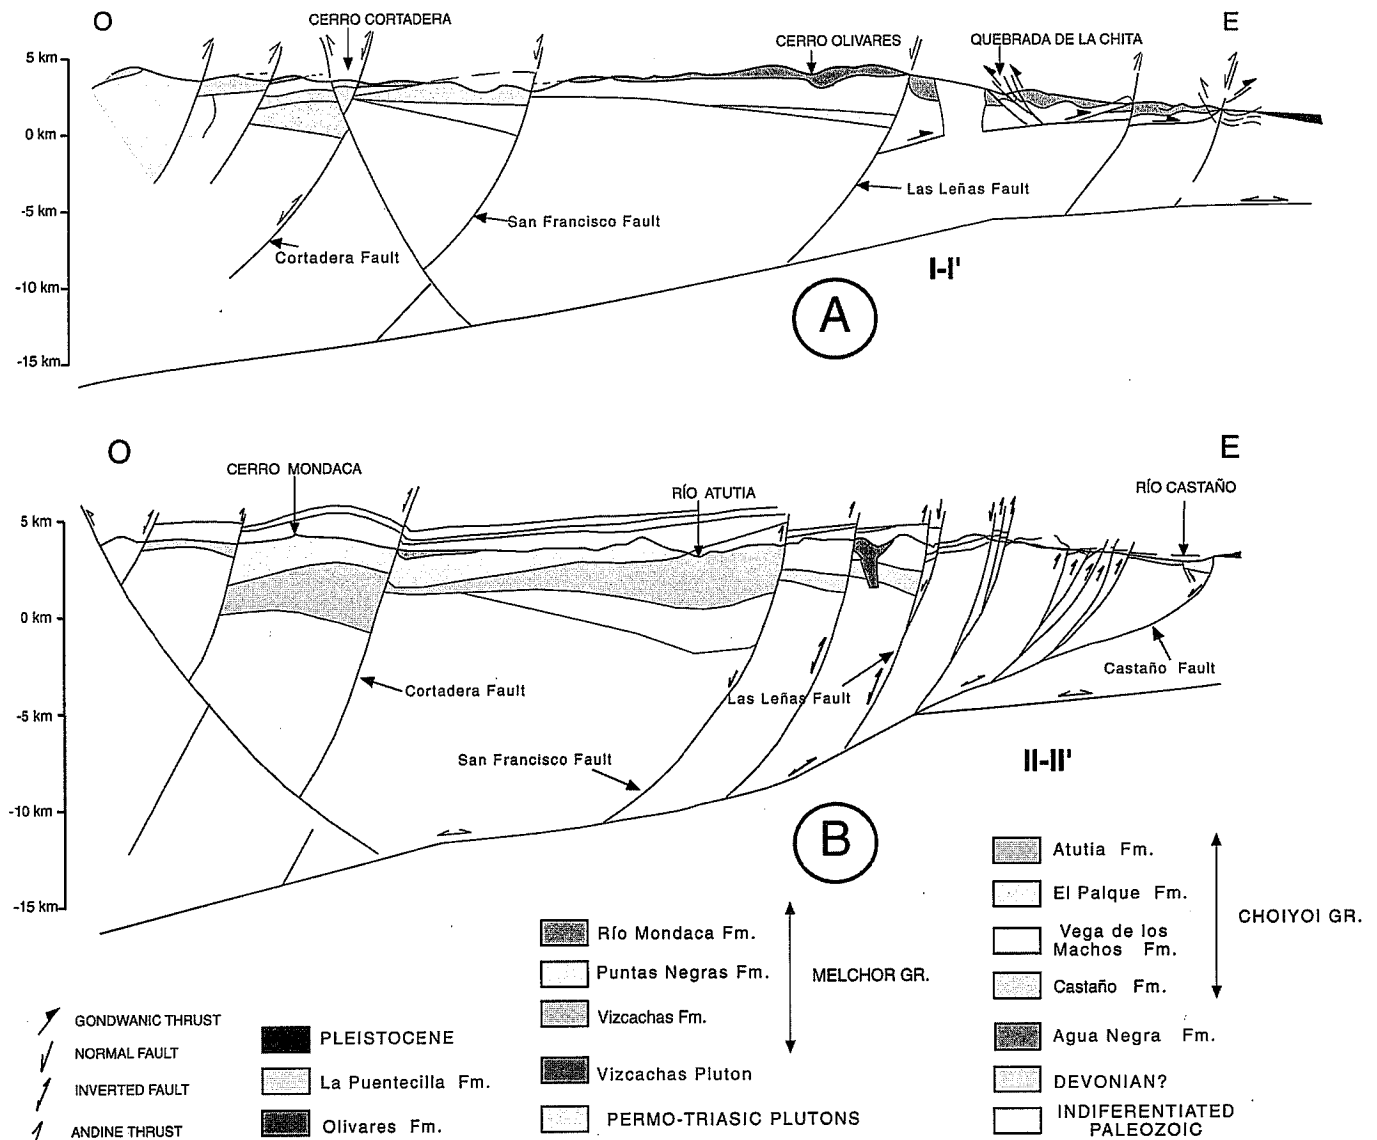 O
CERRO CORTADERA
CERRO OLIVARES
QUEBRADA DE LA CHITA
E
5 km
0 km
-5 km
-10 km
-15 km
Las Leñas Fault
San Francisco Fault
Cortadera Fault
I-I'
A
O
CERRO MONDACA
RÍO ATUTIA
RÍO CASTAÑO
E
5 km
0 km
-5 km
-10 km
-15 km
Cortadera Fault
Las Leñas Fault
Castaño Fault
San Francisco Fault
II-II'
B
GONDWANIC THRUST
NORMAL FAULT
INVERTED FAULT
ANDINE THRUST
PLEISTOCENE
La Puentecilla Fm.
Olivares Fm.
Río Mondaca Fm.
Puntas Negras Fm.
Vizcachas Fm.
MELCHOR GR.
Vizcachas Pluton
PERMO-TRIASIC PLUTONS
Atutia Fm.
El Palque Fm.
Vega de los
Machos Fm.
Castaño Fm.
CHOIYOI GR.
Agua Negra Fm.
DEVONIAN?
INDIFERENTIATED
PALEOZOIC